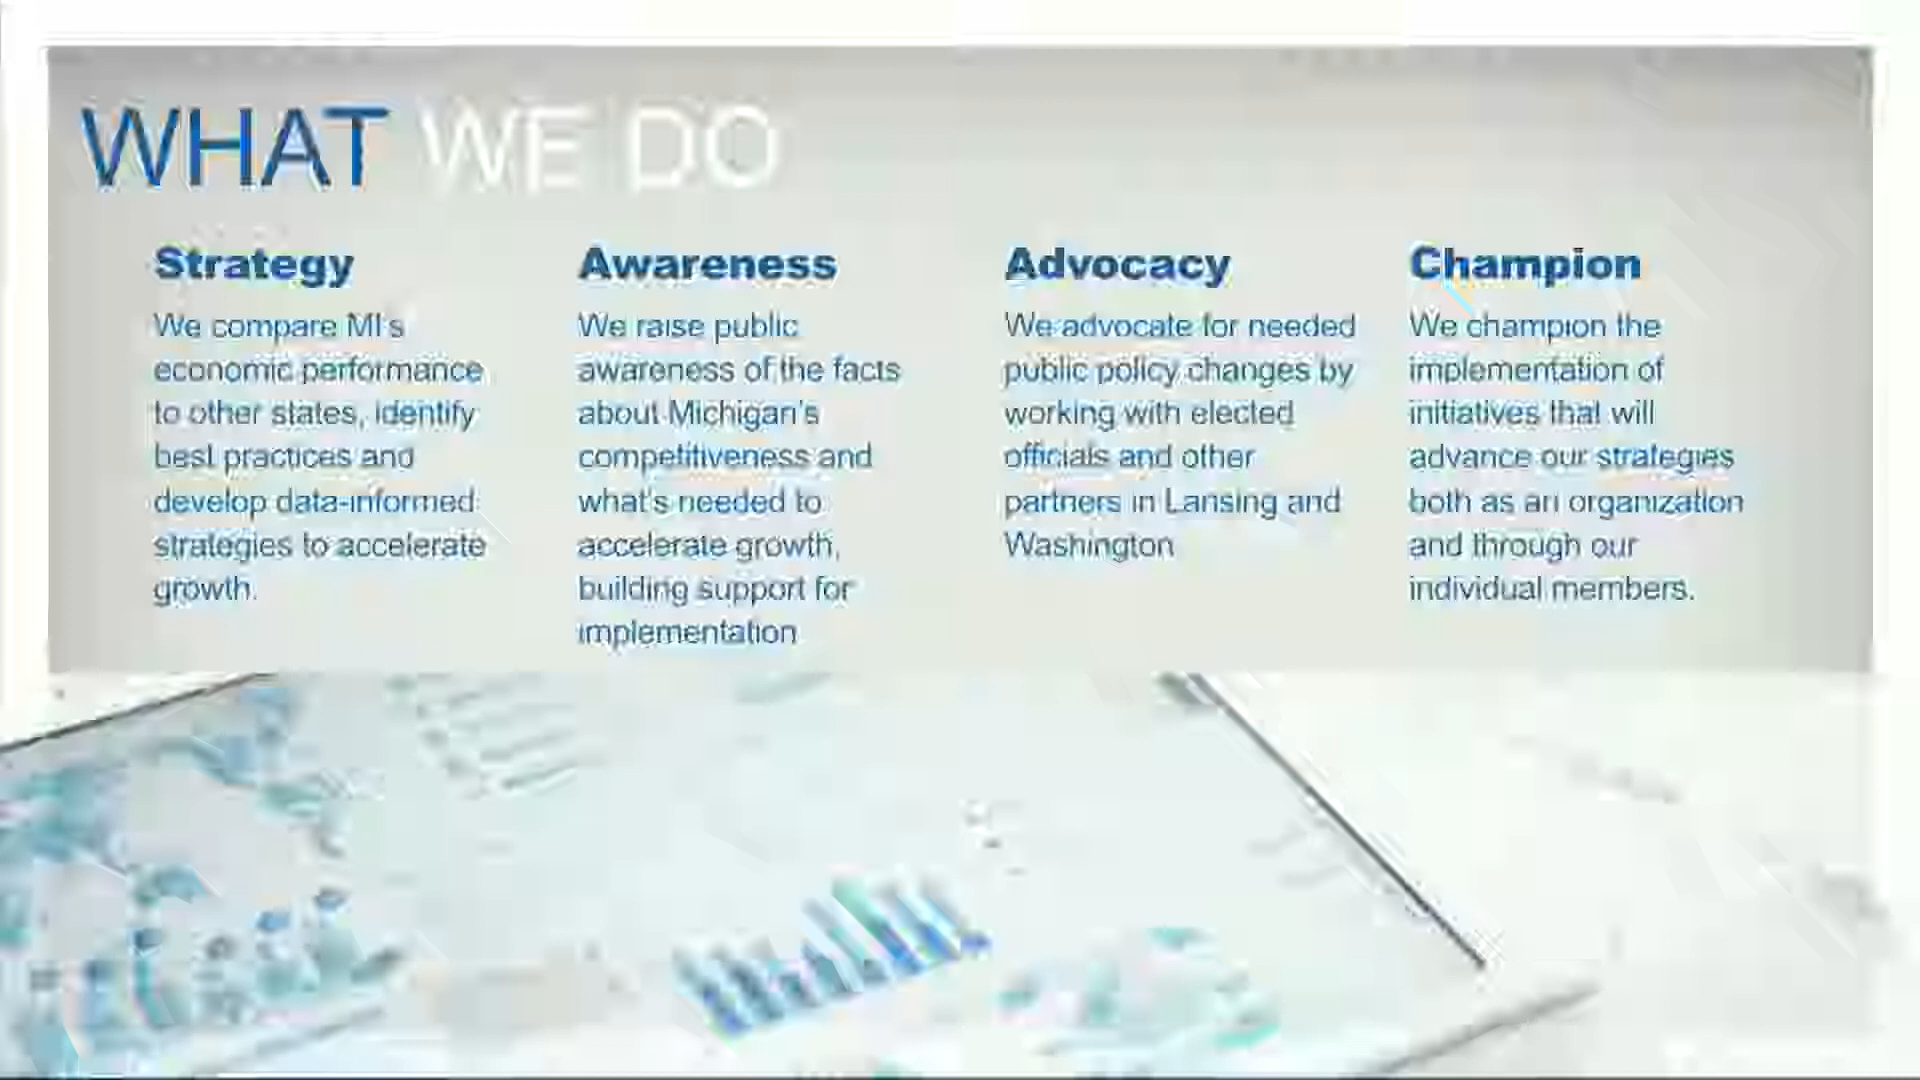 WHAT WE DO
Strategy
We compare MI's
economic performance
to other states, identify
best practices and
develop data-informed
strategies to accelerate
growth.
Awareness
We raise public
awareness of the facts
about Michigan's
competitiveness and
what's needed to
accelerate growth,
building support for
implementation
Advocacy
We advocate for needed
public policy changes by
working with elected
officials and other
partners in Lansing and
Washington
Champion
We champion the
implementation of
initiatives that will
advance our strategies
both as an organization
and through our
individual members.